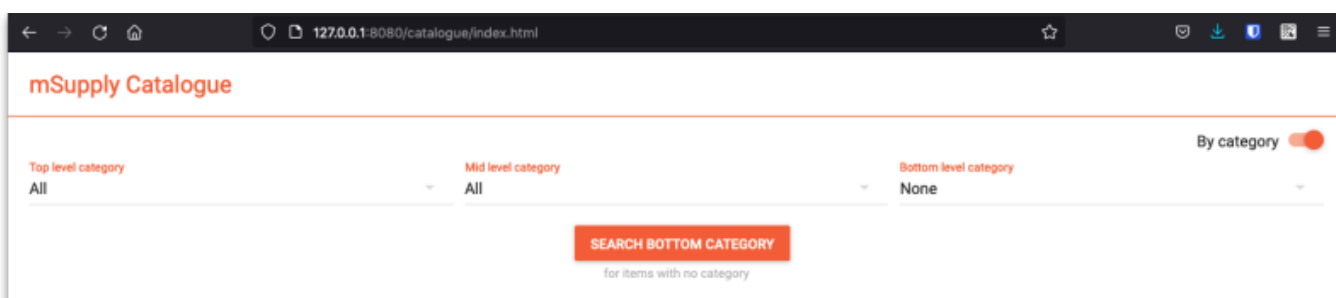 127.0.0.1:8080/catalogue/index.html
mSupply Catalogue
By category
Top level category
Mid level category
Bottom level category
All
All
None
SEARCH BOTTOM CATEGORY
for items with no category